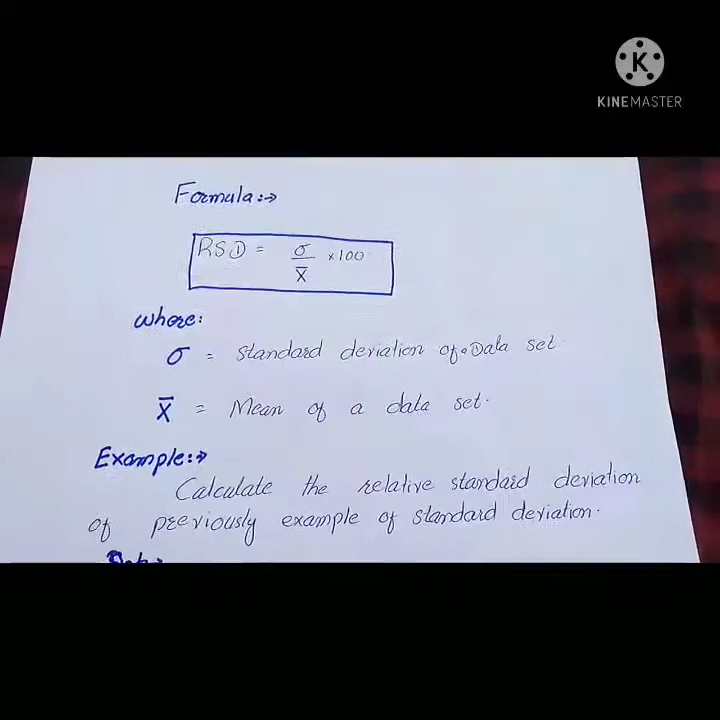 KINEMASTER
Formula:→
RSD = σ/x̄ ×100
where:
σ = standard deviation of Data set
x̄ = Mean of a data set.
Example:→
Calculate the relative standard deviation
of previously example of standard deviation.